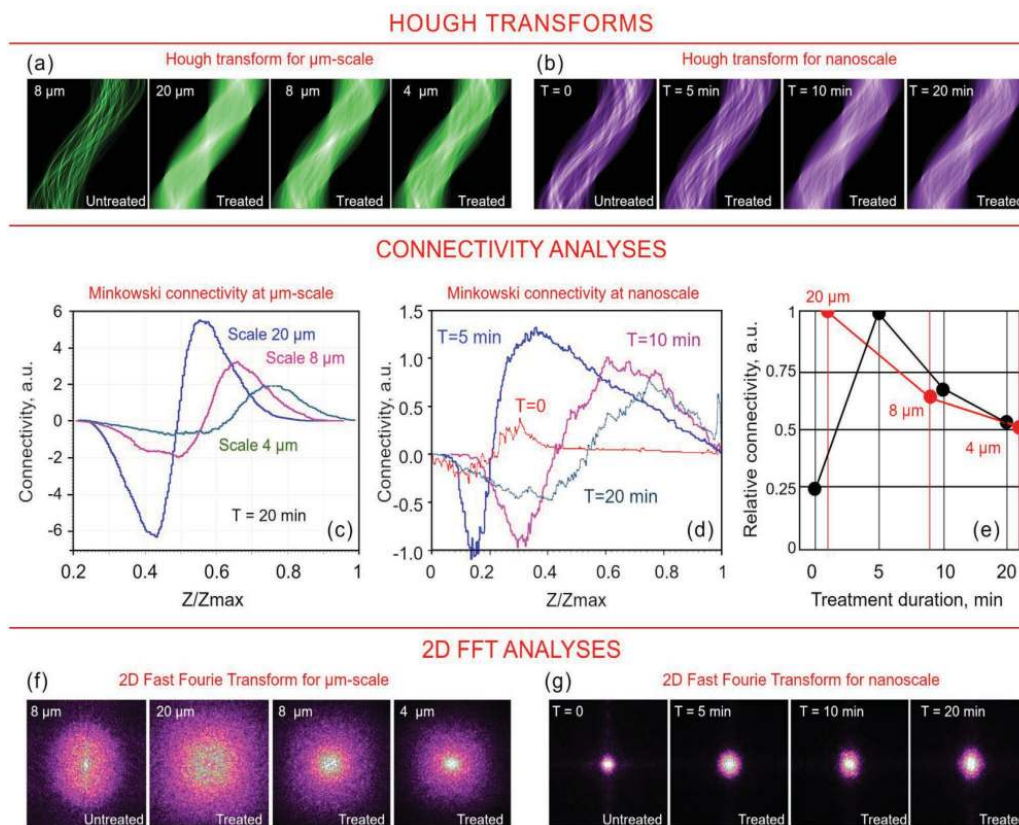 HOUGH TRANSFORMS
(a)
Hough transform for µm-scale
8 µm
20 µm
8 µm
4 µm
Untreated
Treated
Treated
Treated
(b)
Hough transform for nanoscale
T = 0
T = 5 min
T = 10 min
T = 20 min
Untreated
Treated
Treated
Treated
CONNECTIVITY ANALYSES
Minkowski connectivity at µm-scale
Connectivity, a.u.
6
4
2
0
-2
-4
-6
Scale 20 µm
Scale 8 µm
Scale 4 µm
T = 20 min
(c)
0.2
0.4
0.6
0.8
1
Z/Zmax
Minkowski connectivity at nanoscale
Connectivity, a.u.
1.5
1.0
0.5
0.0
-0.5
-1.0
T=5 min
T=10 min
T=0
T=20 min
(d)
0
0.2
0.4
0.6
0.8
1
Z/Zmax
Relative connectivity, a.u.
1
0.75
0.5
0.25
0
20 µm
8 µm
4 µm
(e)
0
5
10
20
Treatment duration, min
2D FFT ANALYSES
(f)
2D Fast Fourie Transform for µm-scale
8 µm
20 µm
8 µm
4 µm
Untreated
Treated
Treated
Treated
(g)
2D Fast Fourie Transform for nanoscale
T = 0
T = 5 min
T = 10 min
T = 20 min
Untreated
Treated
Treated
Treated